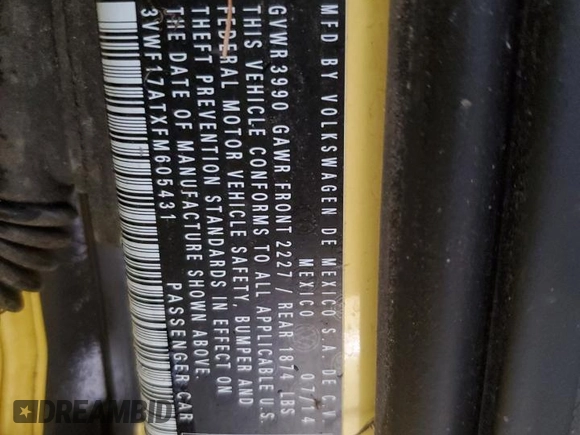 MFD BY VOLKSWAGEN DE MEXICO S.A. DE C.V
MEXICO 07/14
GVWR3990 GAWR FRONT 2227 / REAR 1874 LBS
THIS VEHICLE CONFORMS TO ALL APPLICABLE U.S.
FEDERAL MOTOR VEHICLE SAFETY, BUMPER AND
THEFT PREVENTION STANDARDS IN EFFECT ON
THE DATE OF MANUFACTURE SHOWN ABOVE.
3VWF17ATXFM605431 PASSENGER CAR
DREAMBID